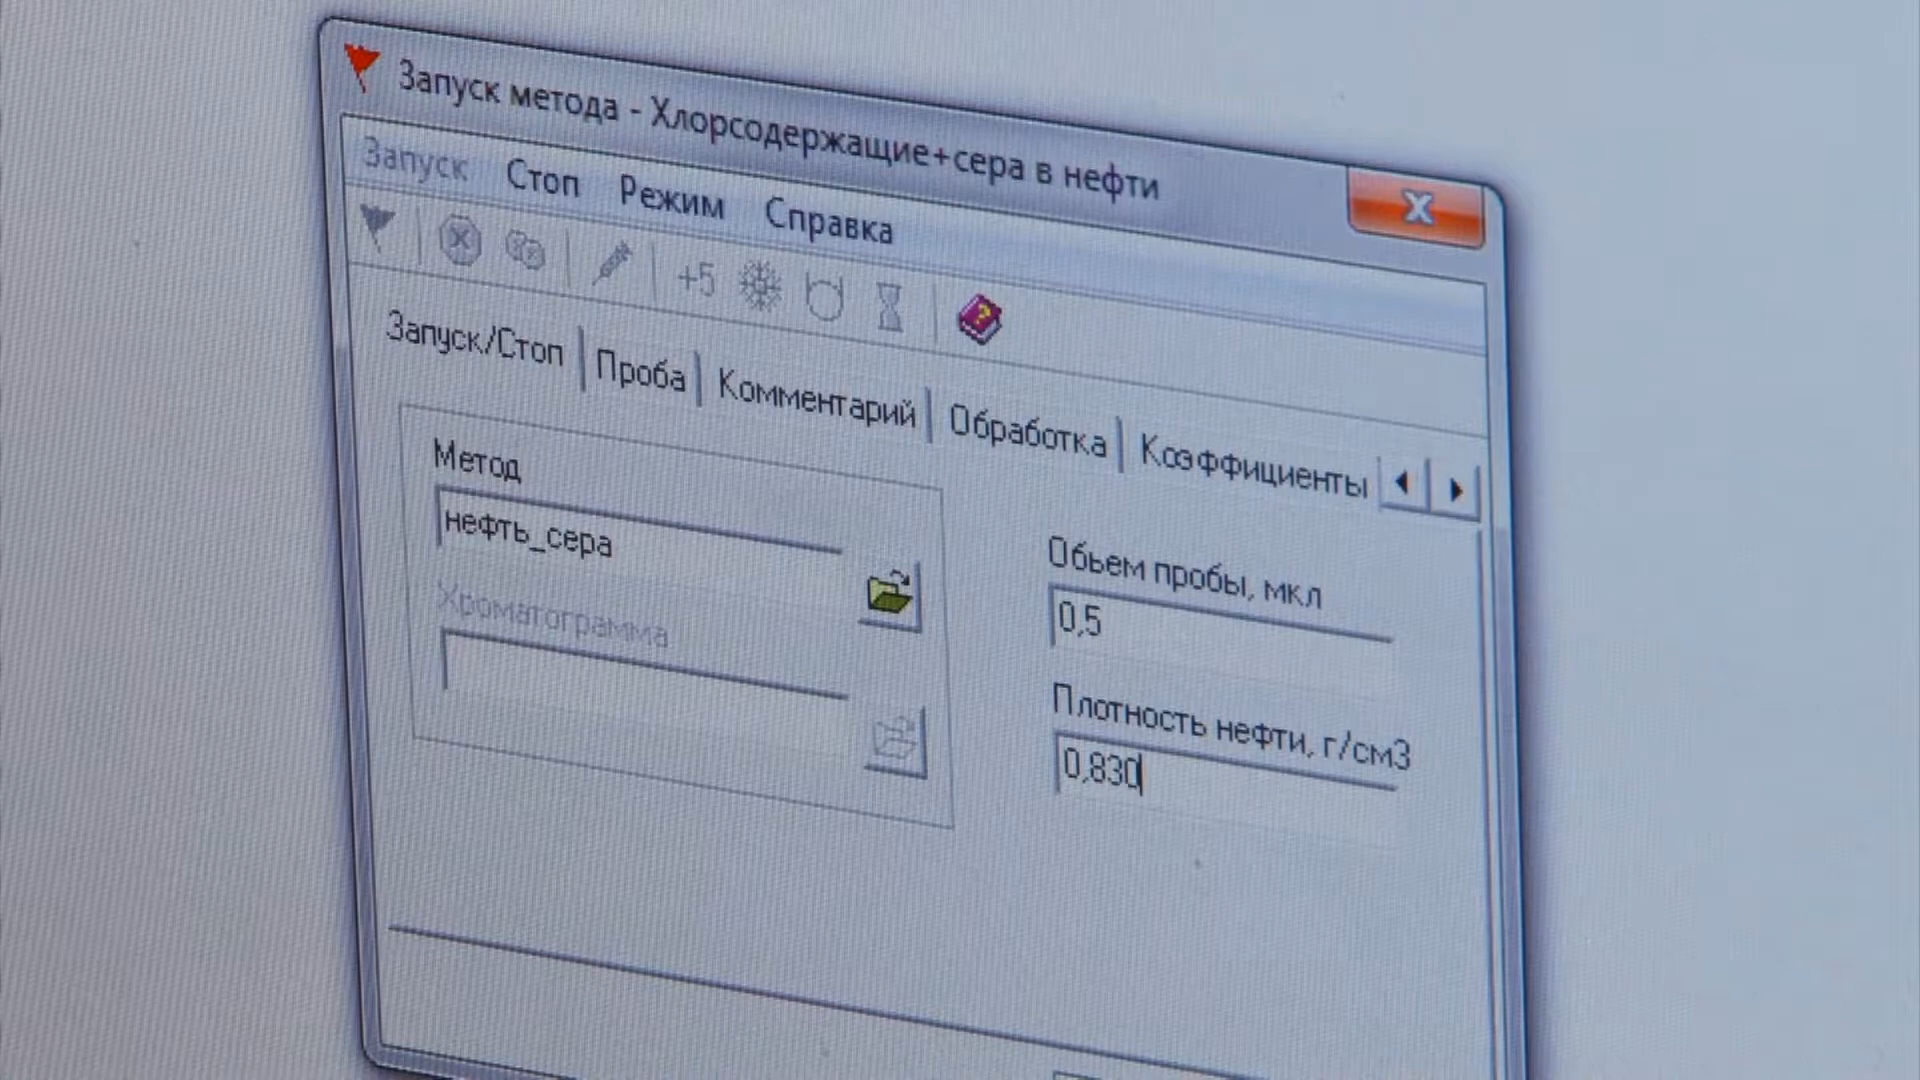 Запуск метода - Хлорсодержащие+сера в нефти
Запуск Стоп Режим Справка
+5
Запуск/Стоп Проба Комментарий Обработка Коэффициенты
Метод
нефть_сера
Хроматограмма
Обьем пробы, мкл
0,5
Плотность нефти, г/см3
0,830